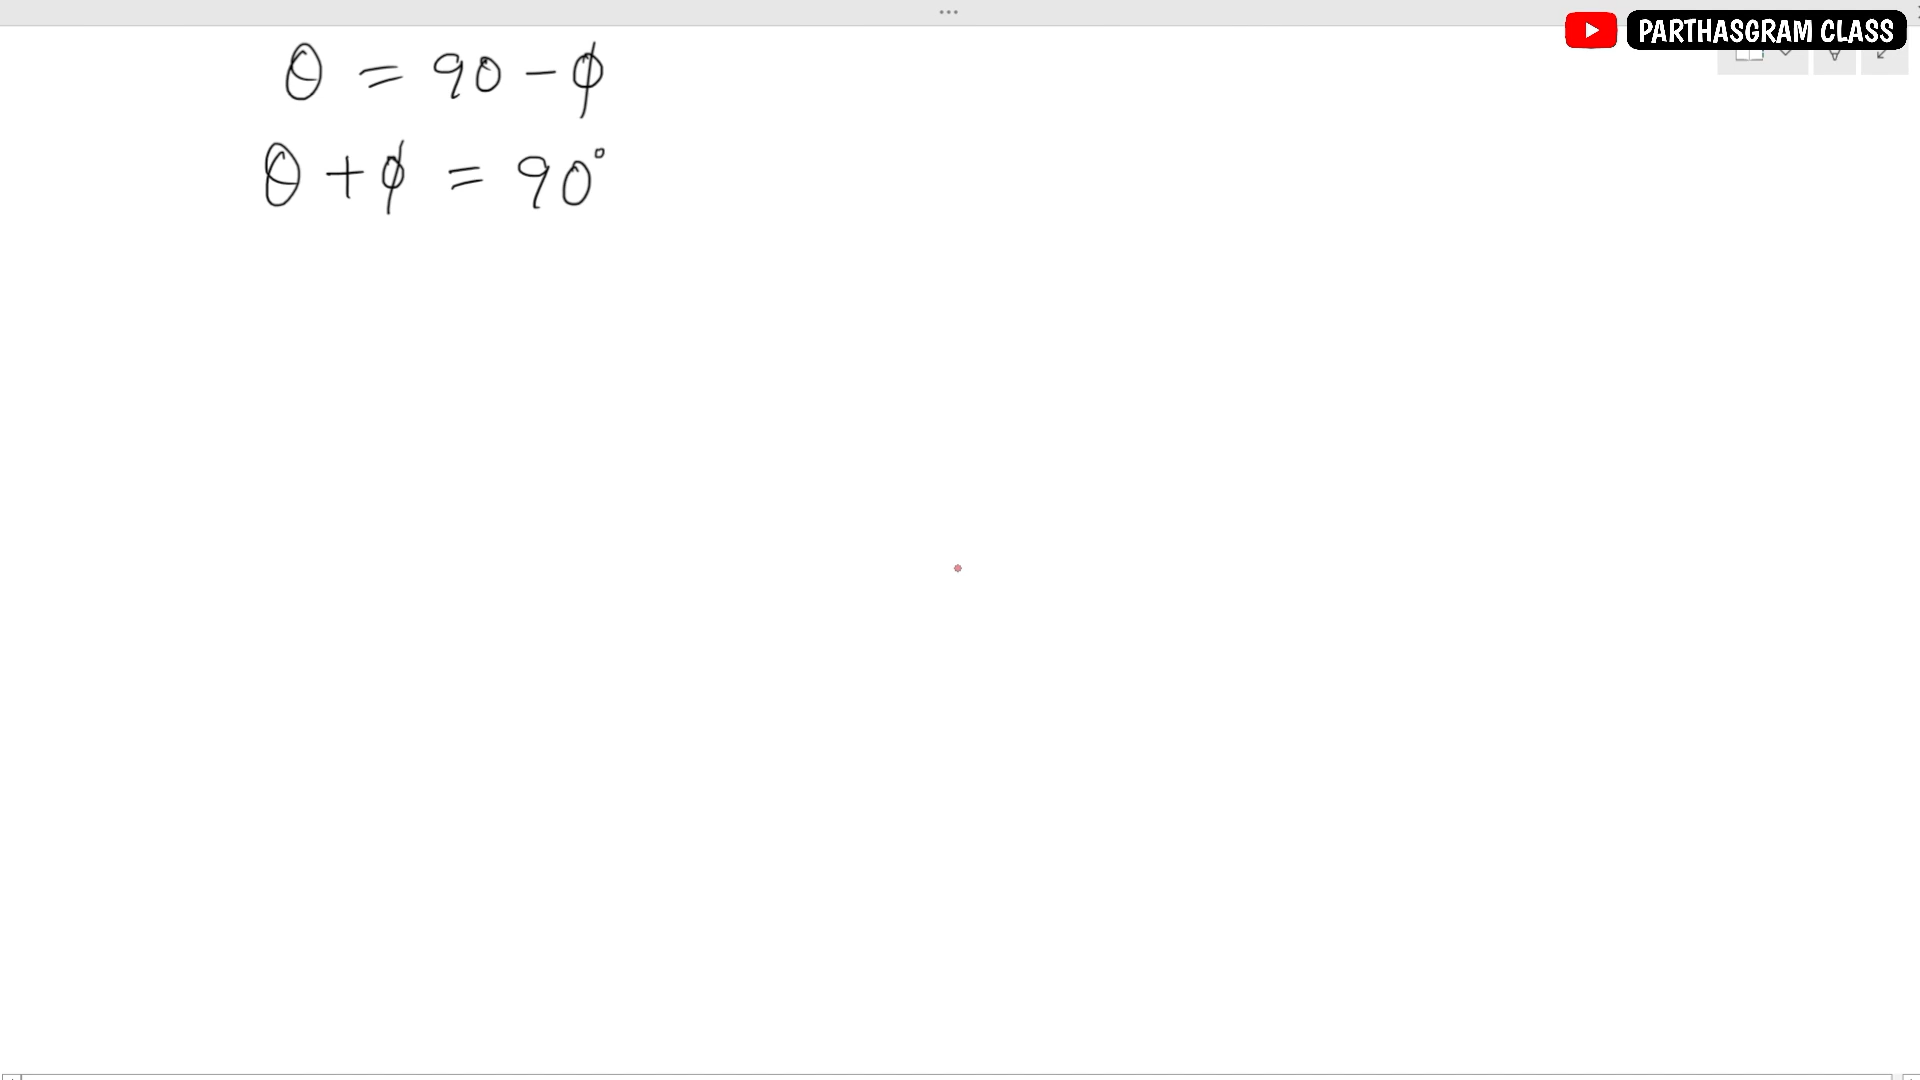 PARTHASGRAM CLASS
θ = 90 - ϕ
θ + ϕ = 90°